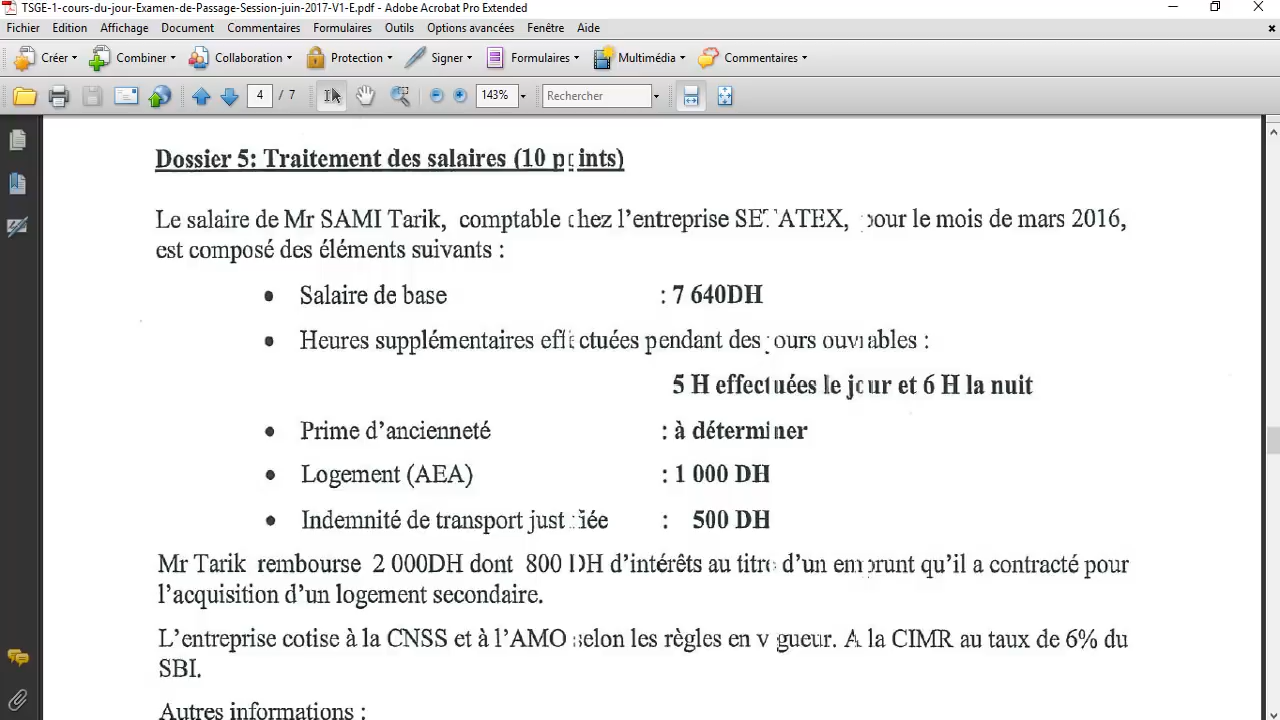 TSGE-1-cours-du-jour-Examen-de-Passage-Session-juin-2017-V1-E.pdf - Adobe Acrobat Pro Extended
Fichier Edition Affichage Document Commentaires Formulaires Outils Options avancées Fenêtre Aide
Créer Combiner Collaboration Protection Signer Formulaires Multimédia Commentaires
4 / 7 143% Rechercher
Dossier 5: Traitement des salaires (10 points)
Le salaire de Mr SAMI Tarik, comptable chez l'entreprise SETATEX, pour le mois de mars 2016,
est composé des éléments suivants :
• Salaire de base : 7 640DH
• Heures supplémentaires effectuées pendant des jours ouvrables :
5 H effectuées le jour et 6 H la nuit
• Prime d'ancienneté : à déterminer
• Logement (AEA) : 1 000 DH
• Indemnité de transport justifiée : 500 DH
Mr Tarik rembourse 2 000DH dont 800 DH d'intérêts au titre d'un emprunt qu'il a contracté pour
l'acquisition d'un logement secondaire.
L'entreprise cotise à la CNSS et à l'AMO selon les règles en vigueur. A la CIMR au taux de 6% du
SBI.
Autres informations :